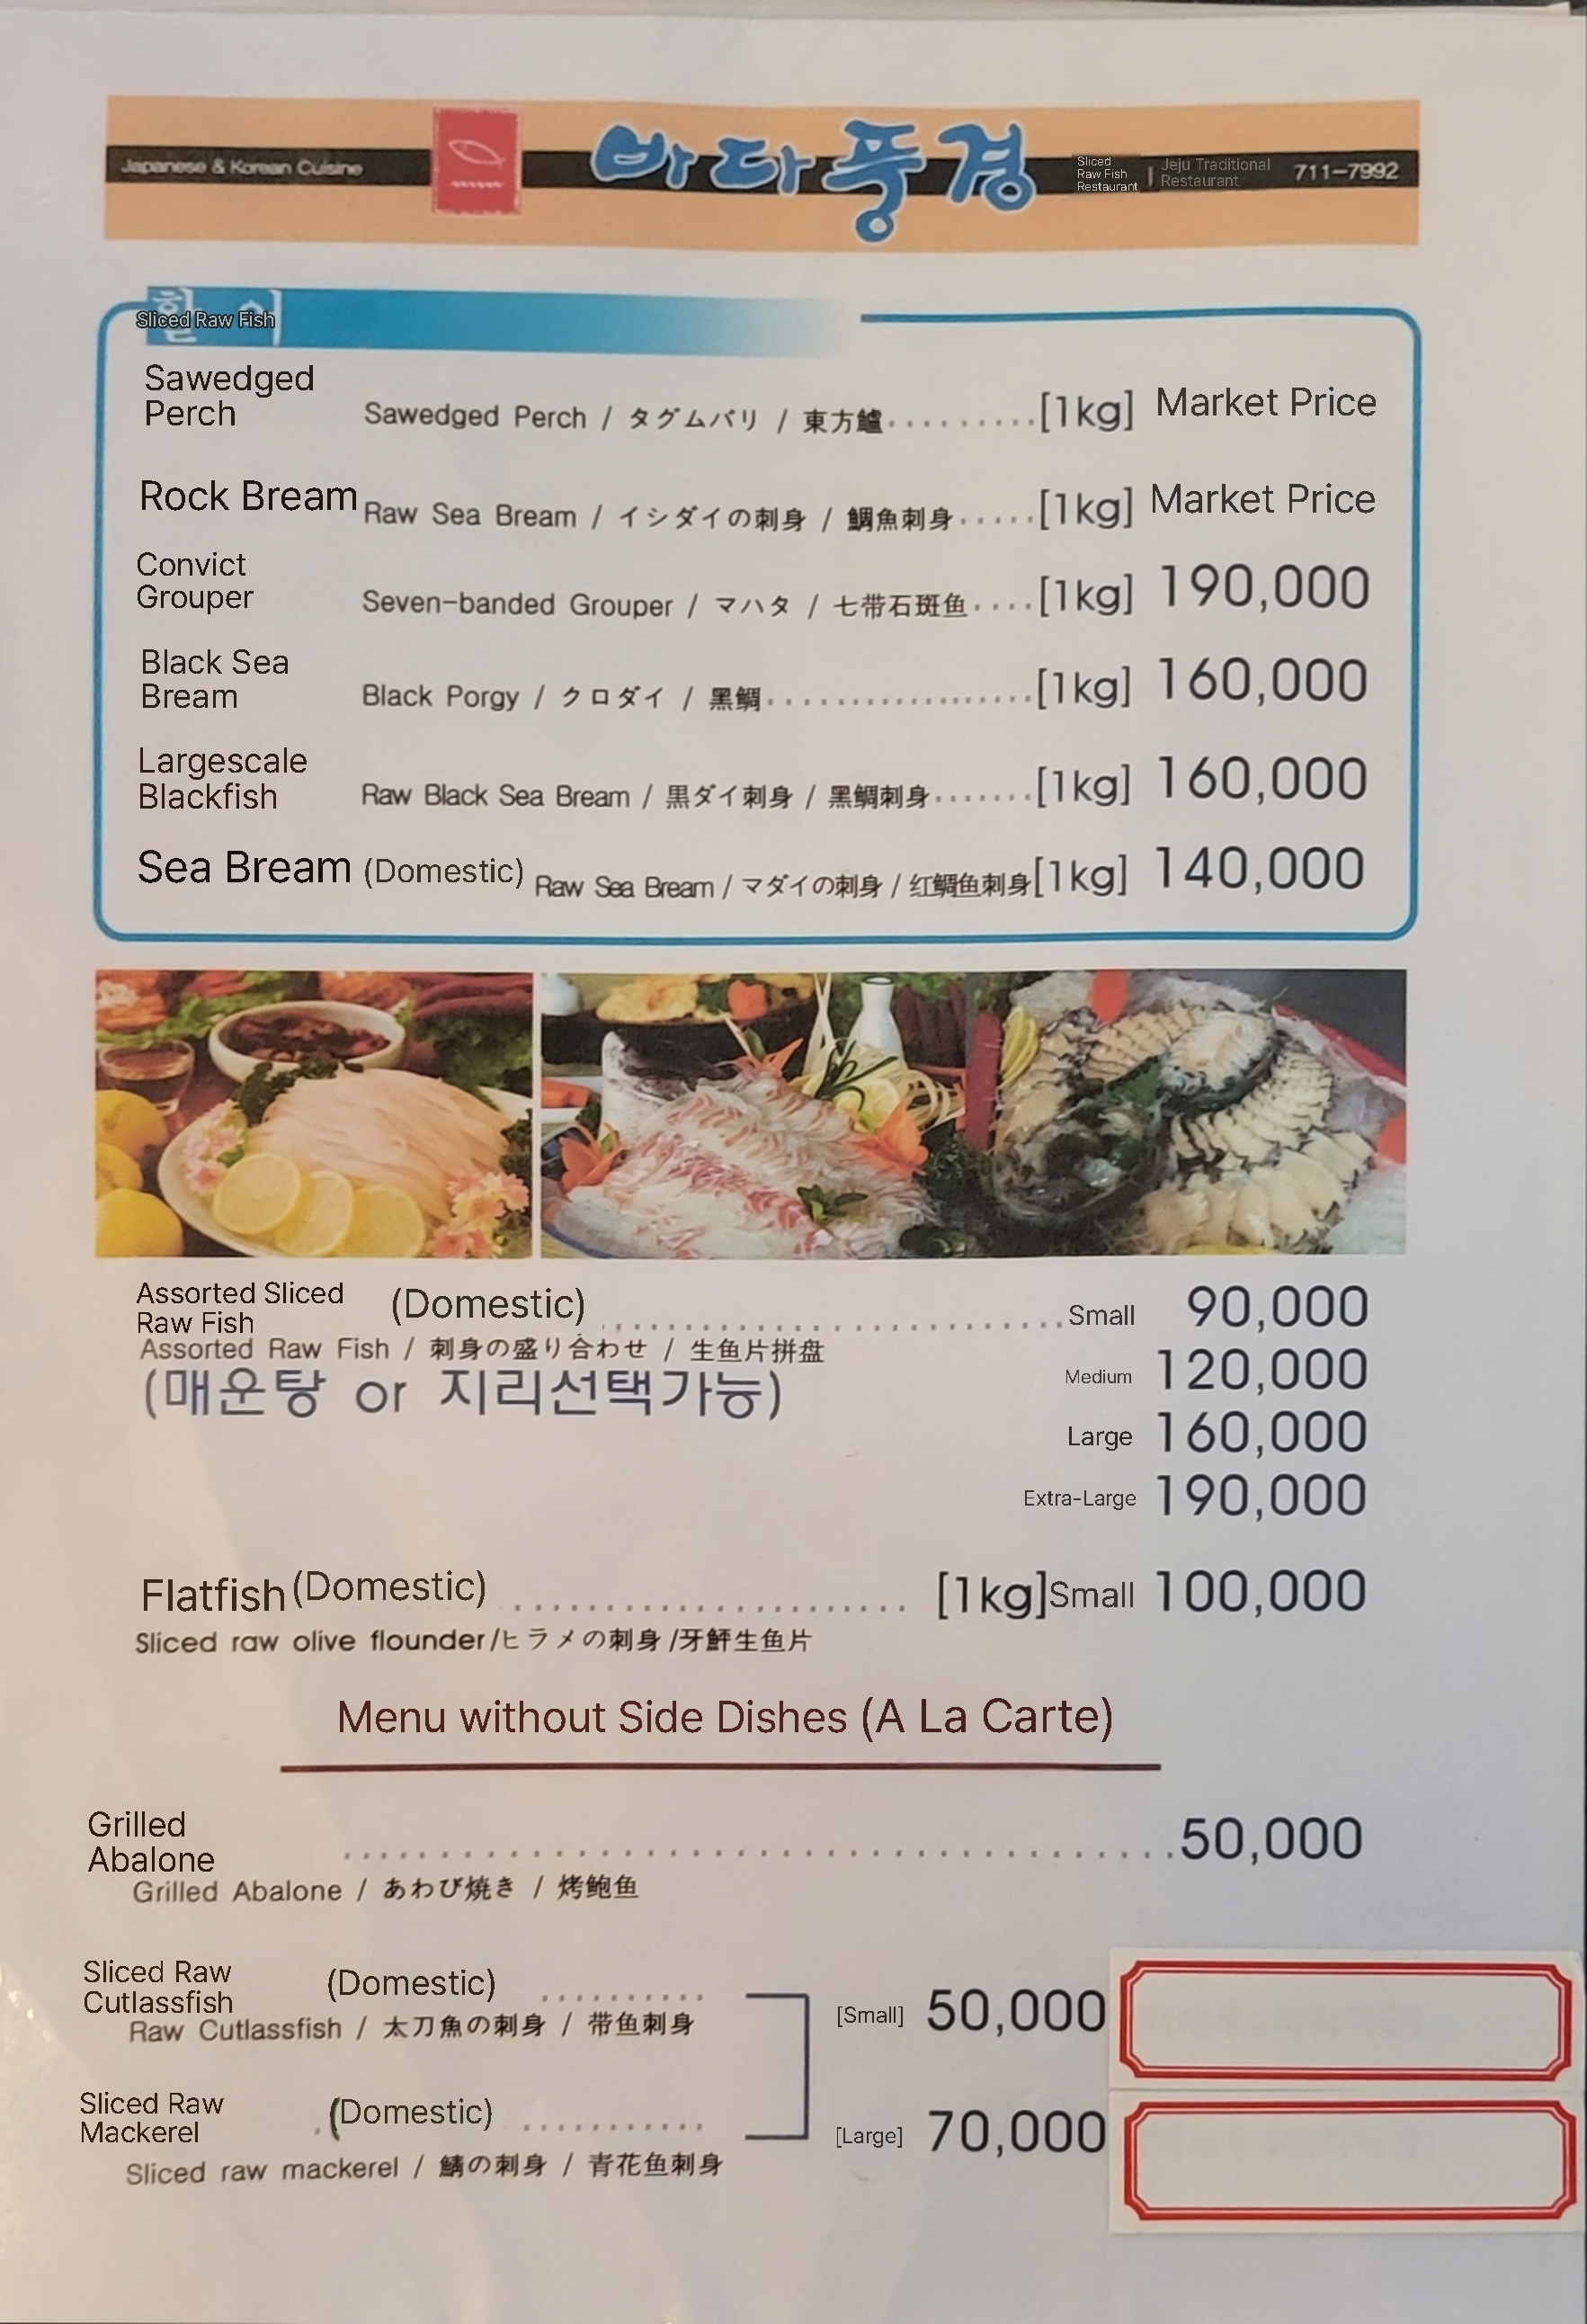 Japanese & Korean Cuisine
바다풍경
Sliced Raw Fish Restaurant | Jeju Traditional Restaurant 711-7992
활 어
Sliced Raw Fish
Sawedged Perch Sawedged Perch / タグムバリ / 東方鱸 [1kg] Market Price
Rock Bream Raw Sea Bream / イシダイの刺身 / 鯛魚刺身 [1kg] Market Price
Convict Grouper Seven-banded Grouper / マハタ / 七带石斑鱼 [1kg] 190,000
Black Sea Bream Black Porgy / クロダイ / 黑鯛 [1kg] 160,000
Largescale Blackfish Raw Black Sea Bream / 黒ダイ刺身 / 黑鯛刺身 [1kg] 160,000
Sea Bream (Domestic) Raw Sea Bream / マダイの刺身 / 红鯛鱼刺身 [1kg] 140,000
Assorted Sliced Raw Fish (Domestic) Small 90,000
Assorted Raw Fish / 刺身の盛り合わせ / 生鱼片拼盘
Medium 120,000
(매운탕 or 지리선택가능)
Large 160,000
Extra-Large 190,000
Flatfish (Domestic) [1kg] Small 100,000
Sliced raw olive flounder/ヒラメの刺身/牙鮃生鱼片
Menu without Side Dishes (A La Carte)
Grilled Abalone 50,000
Grilled Abalone / あわび焼き / 烤鲍鱼
Sliced Raw Cutlassfish (Domestic) [Small] 50,000
Raw Cutlassfish / 太刀魚の刺身 / 带鱼刺身
Sliced Raw Mackerel (Domestic) [Large] 70,000
Sliced raw mackerel / 鯖の刺身 / 青花鱼刺身